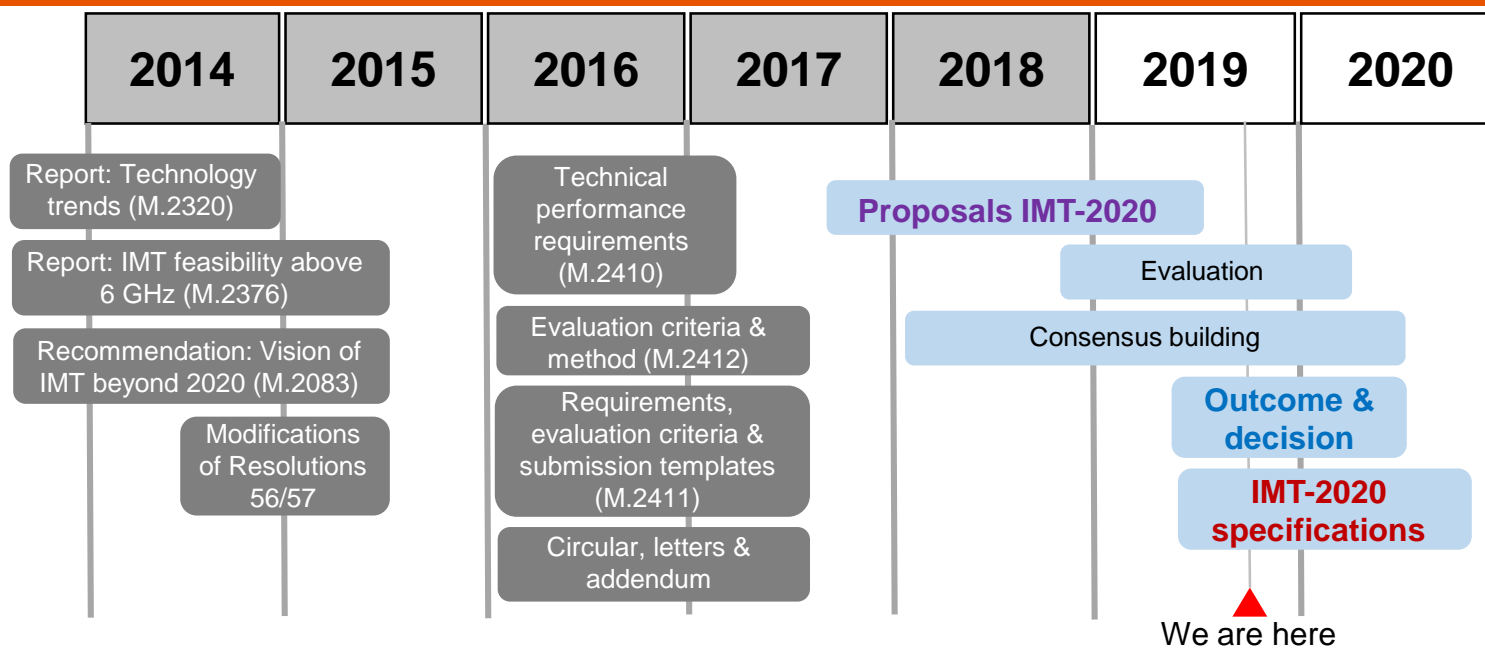 2014 2015 2016 2017 2018 2019 2020
Report: Technology
trends (M.2320)
Report: IMT feasibility above
6 GHz (M.2376)
Recommendation: Vision of
IMT beyond 2020 (M.2083)
Modifications
of Resolutions
56/57
Technical
performance
requirements
(M.2410)
Evaluation criteria &
method (M.2412)
Requirements,
evaluation criteria &
submission templates
(M.2411)
Circular, letters &
addendum
Proposals IMT-2020
Evaluation
Consensus building
Outcome &
decision
IMT-2020
specifications
We are here